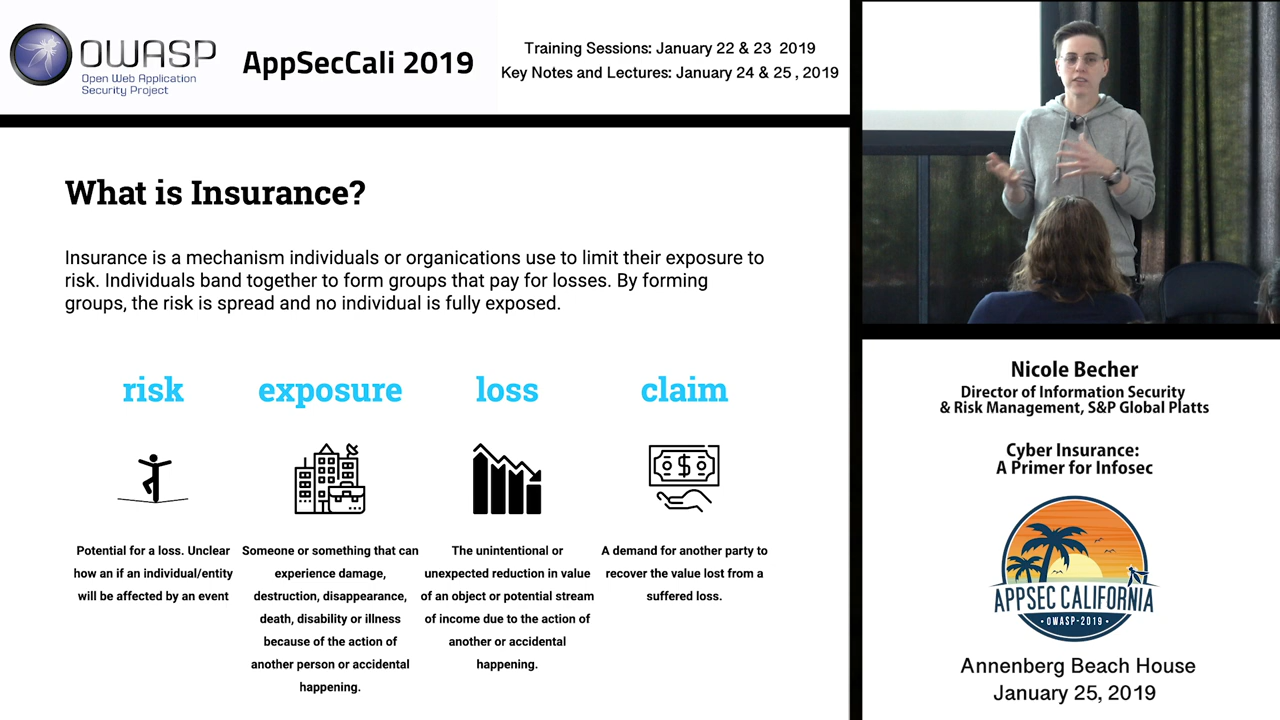 OWASP
Open Web Application
Security Project
AppSecCali 2019
Training Sessions: January 22 & 23 2019
Key Notes and Lectures: January 24 & 25 , 2019
What is Insurance?
Insurance is a mechanism individuals or organications use to limit their exposure to
risk. Individuals band together to form groups that pay for losses. By forming
groups, the risk is spread and no individual is fully exposed.
risk
Potential for a loss. Unclear
how an if an individual/entity
will be affected by an event
exposure
Someone or something that can
experience damage,
destruction, disappearance,
death, disability or illness
because of the action of
another person or accidental
happening.
loss
The unintentional or
unexpected reduction in value
of an object or potential stream
of income due to the action of
another or accidental
happening.
claim
$
A demand for another party to
recover the value lost from a
suffered loss.
Nicole Becher
Director of Information Security
& Risk Management, S&P Global Platts
Cyber Insurance:
A Primer for Infosec
APPSEC CALIFORNIA
• OWASP-2019 •
Annenberg Beach House
January 25, 2019